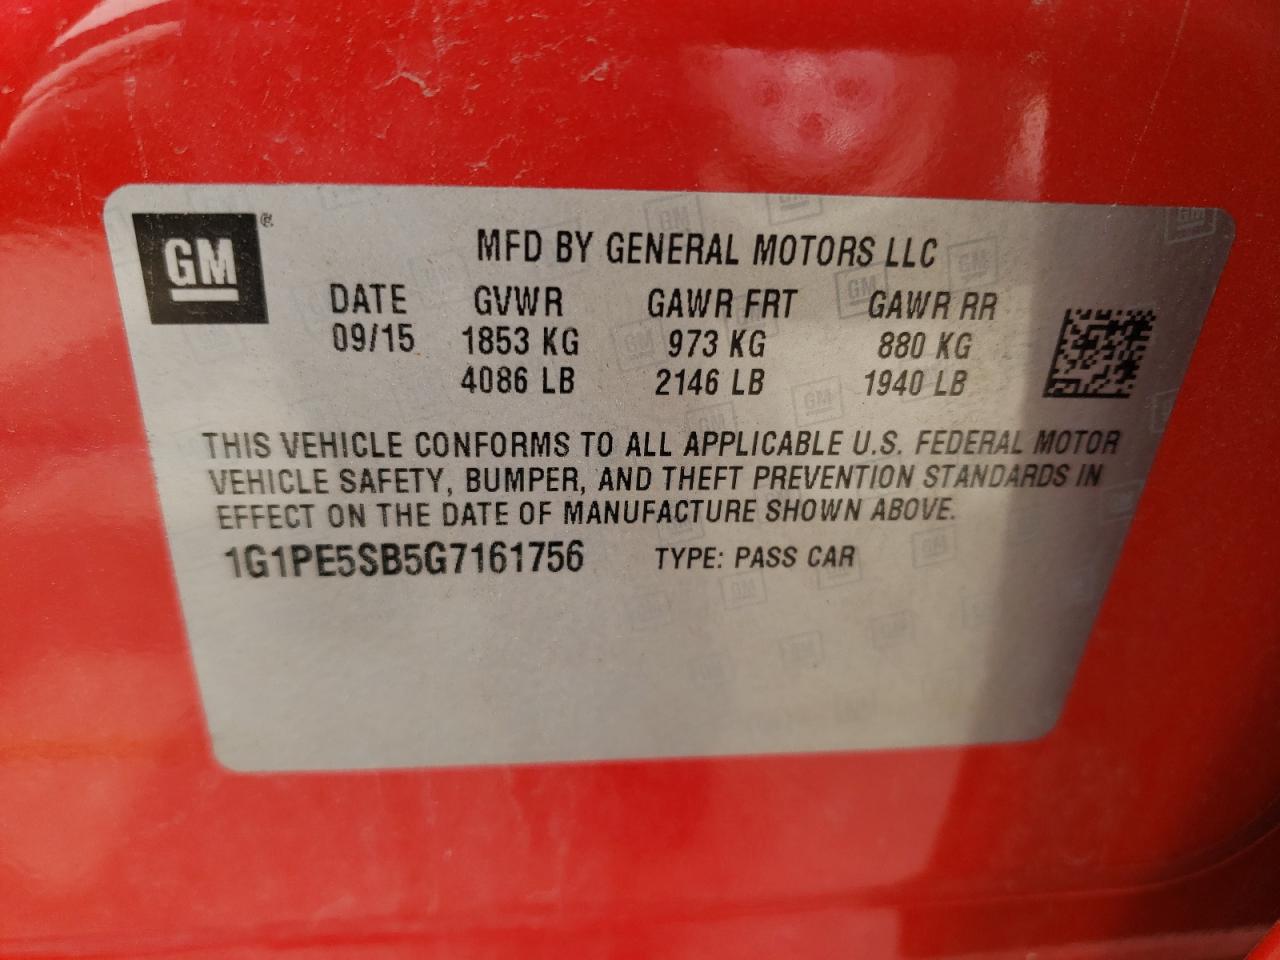 GM®
MFD BY GENERAL MOTORS LLC
DATE GVWR GAWR FRT GAWR RR
09/15 1853 KG 973 KG 880 KG
4086 LB 2146 LB 1940 LB
THIS VEHICLE CONFORMS TO ALL APPLICABLE U.S. FEDERAL MOTOR
VEHICLE SAFETY, BUMPER, AND THEFT PREVENTION STANDARDS IN
EFFECT ON THE DATE OF MANUFACTURE SHOWN ABOVE.
1G1PE5SB5G7161756 TYPE: PASS CAR